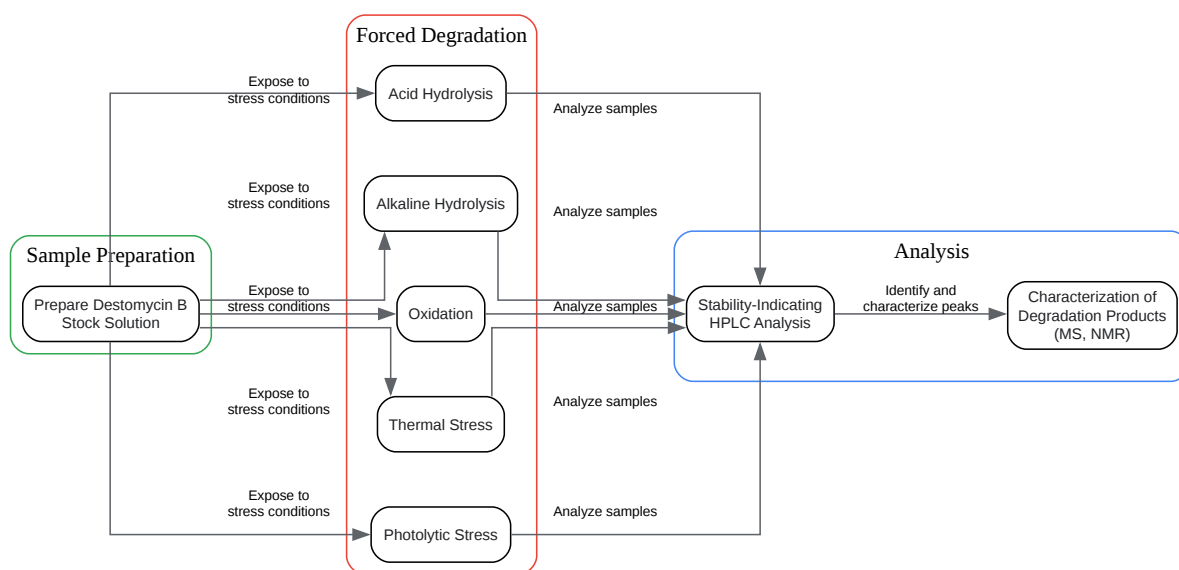 Forced Degradation
Expose to
stress conditions
Acid Hydrolysis
Analyze samples
Expose to
stress conditions
Alkaline Hydrolysis
Analyze samples
Sample Preparation
Analysis
Prepare Destomycin B
Stock Solution
Expose to
stress conditions
Oxidation
Analyze samples
Stability-Indicating
HPLC Analysis
Identify and
characterize peaks
Characterization of
Degradation Products
(MS, NMR)
Expose to
stress conditions
Thermal Stress
Analyze samples
Expose to
stress conditions
Photolytic Stress
Analyze samples